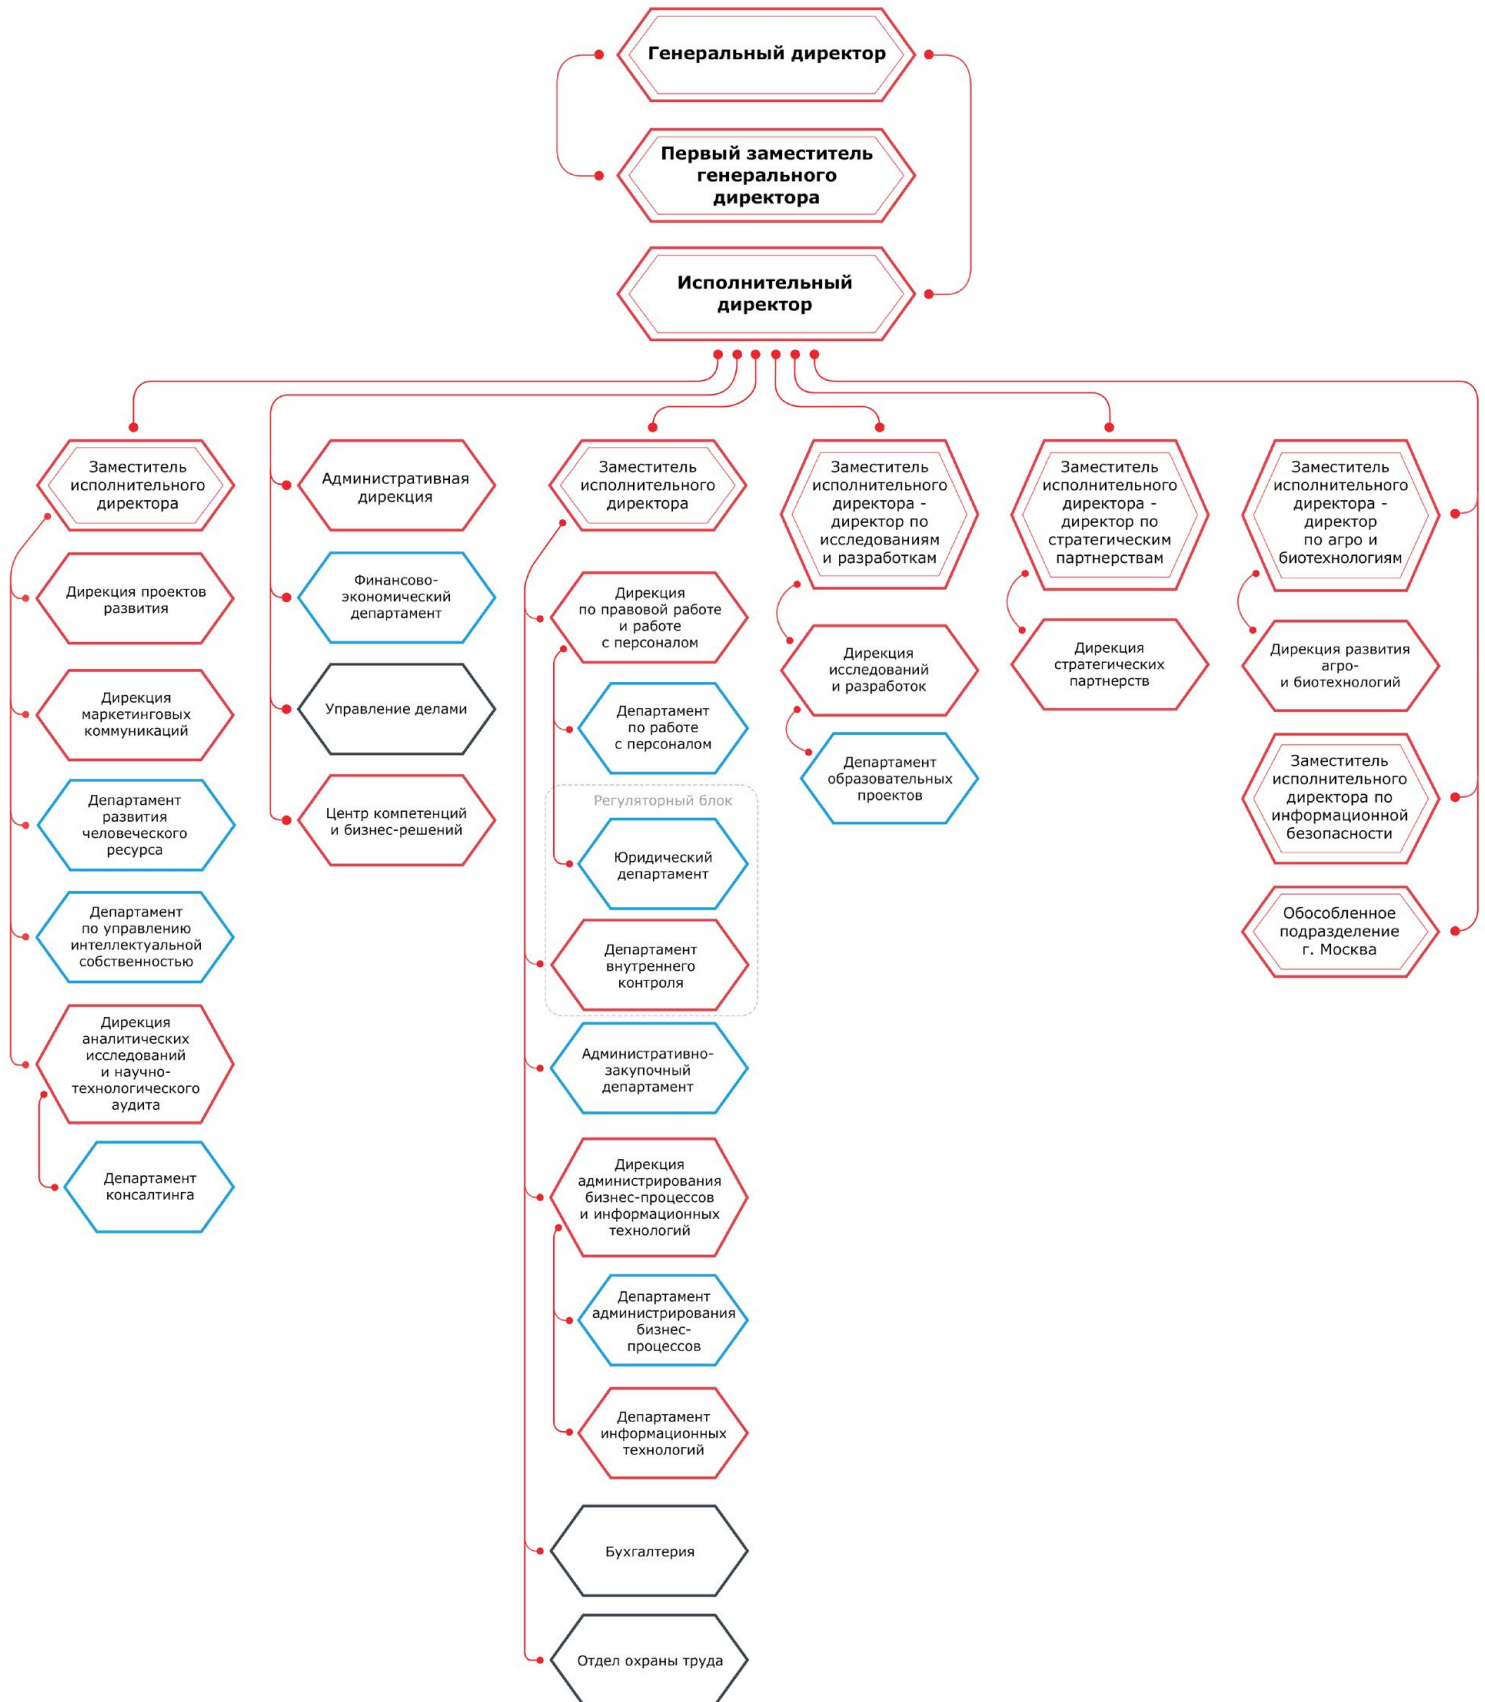 Генеральный директор
Первый заместитель
генерального
директора
Исполнительный
директор
Заместитель
исполнительного
директора
Дирекция проектов
развития
Дирекция
маркетинговых
коммуникаций
Департамент
развития
человеческого
ресурса
Департамент
по управлению
интеллектуальной
собственностью
Дирекция
аналитических
исследований
и научно-
технологического
аудита
Департамент
консалтинга
Административная
дирекция
Финансово-
экономический
департамент
Управление делами
Центр компетенций
и бизнес-решений
Заместитель
исполнительного
директора
Дирекция
по правовой работе
и работе
с персоналом
Департамент
по работе
с персоналом
Регуляторный блок
Юридический
департамент
Департамент
внутреннего
контроля
Административно-
закупочный
департамент
Дирекция
администрирования
бизнес-процессов
и информационных
технологий
Департамент
администрирования
бизнес-
процессов
Департамент
информационных
технологий
Бухгалтерия
Отдел охраны труда
Заместитель
исполнительного
директора -
директор по
исследованиям
и разработкам
Дирекция
исследований
и разработок
Департамент
образовательных
проектов
Заместитель
исполнительного
директора -
директор по
стратегическим
партнерствам
Дирекция
стратегических
партнерств
Заместитель
исполнительного
директора -
директор
по агро и
биотехнологиям
Дирекция развития
агро-
и биотехнологий
Заместитель
исполнительного
директора по
информационной
безопасности
Обособленное
подразделение
г. Москва